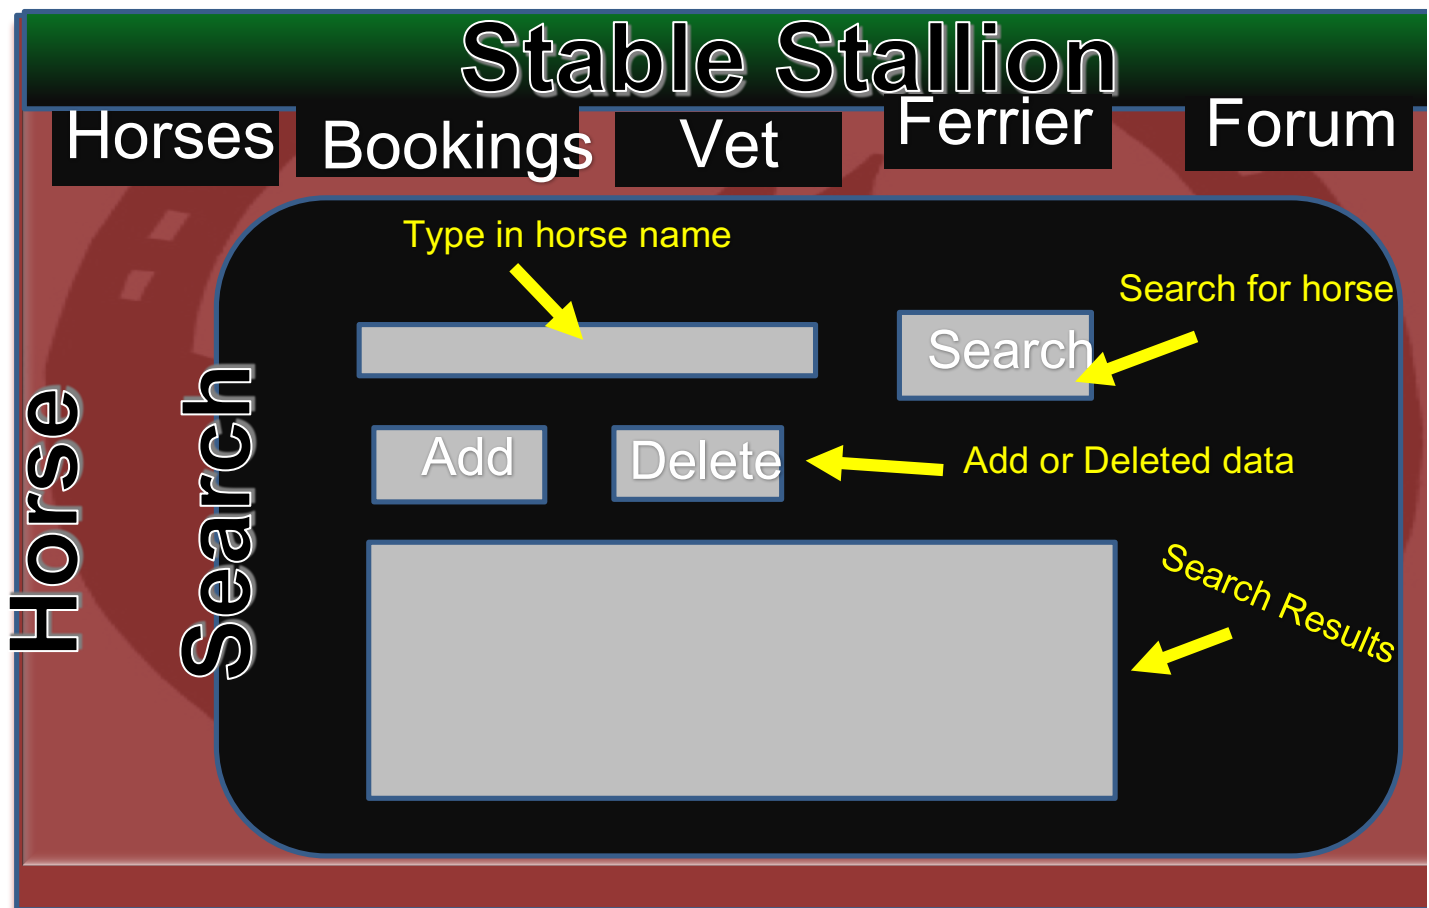 Stable Stallion
Horses
Bookings
Vet
Ferrier
Forum
Type in horse name
Search for horse
Search
Horse
Search
Add
Delete
Add or Deleted data
Search Results